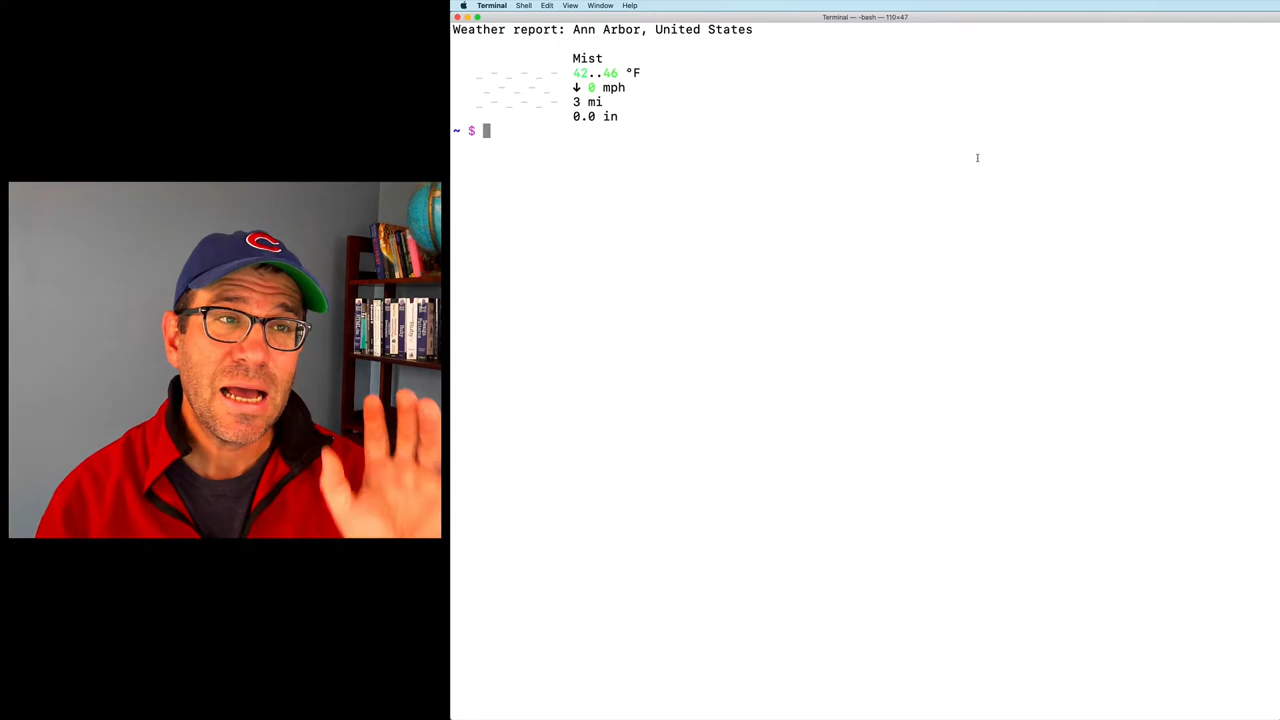 Terminal Shell Edit View Window Help
Terminal — -bash — 110×47
Weather report: Ann Arbor, United States
Mist
_ - _ - _ - 42..46 °F
_ - _ - _ ↓ 0 mph
_ - _ - _ - 3 mi
0.0 in
~ $
C